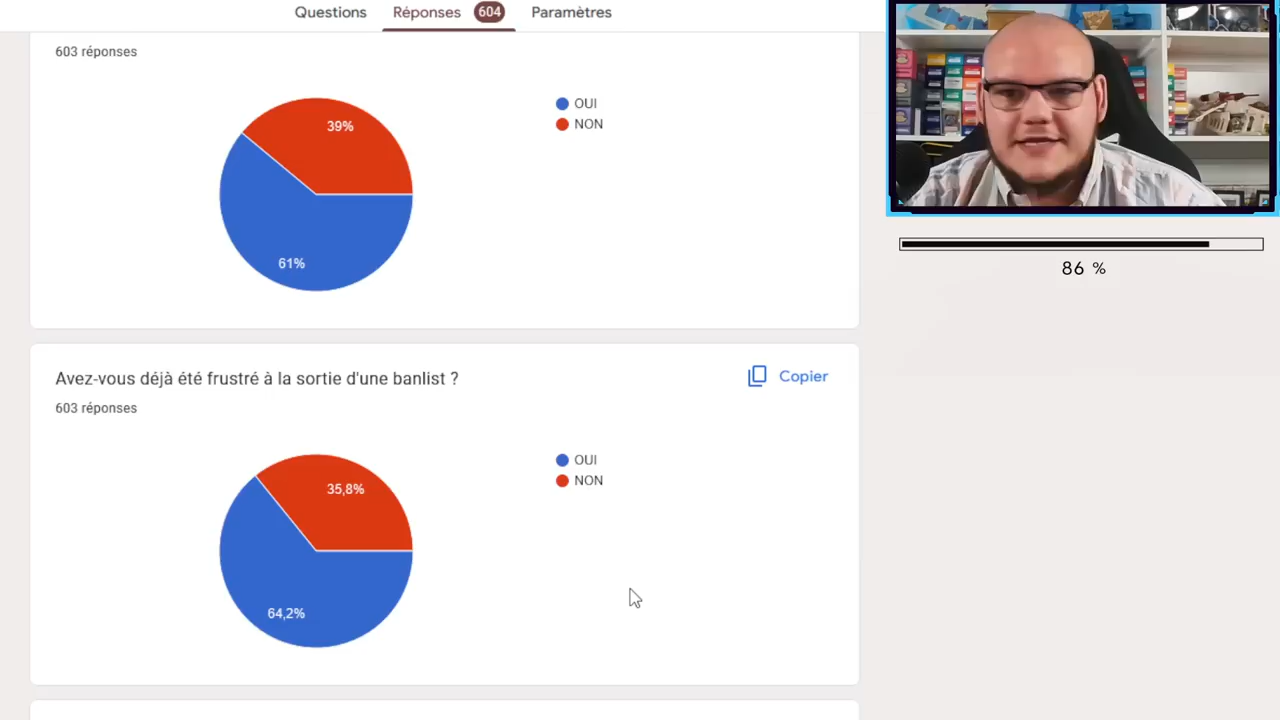 Questions
Réponses 604
Paramètres
603 réponses
39%
61%
OUI
NON
86 %
Avez-vous déjà été frustré à la sortie d'une banlist ?
Copier
603 réponses
35,8%
64,2%
OUI
NON